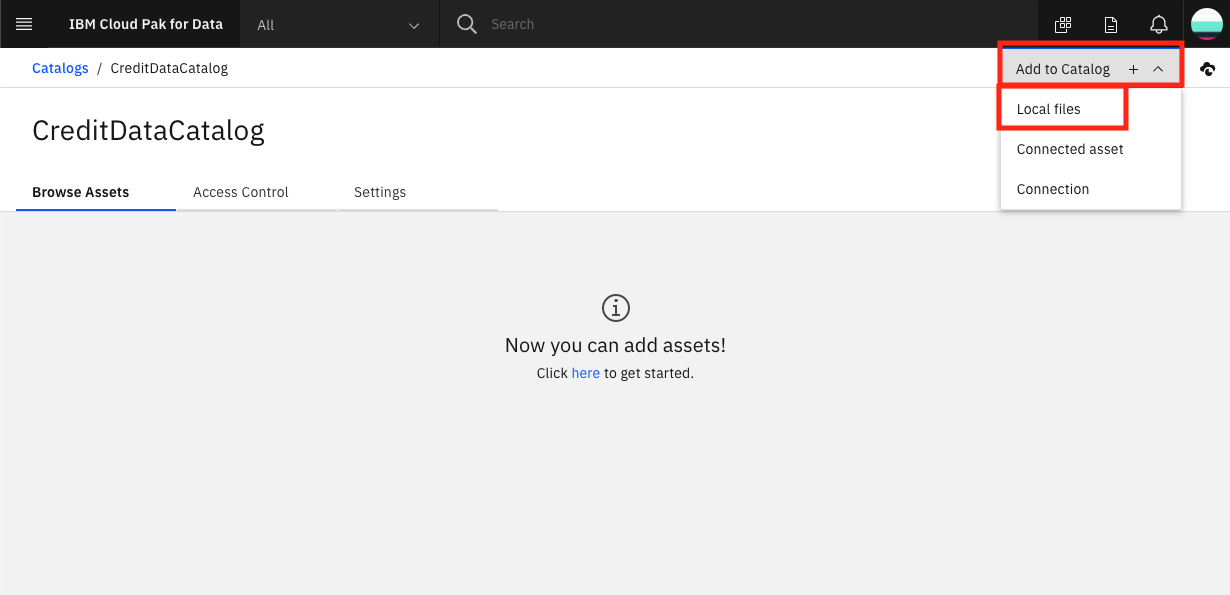 IBM Cloud Pak for Data All Search
Catalogs / CreditDataCatalog Add to Catalog +
Local files
Connected asset
Connection
CreditDataCatalog
Browse Assets Access Control Settings
Now you can add assets!
Click here to get started.